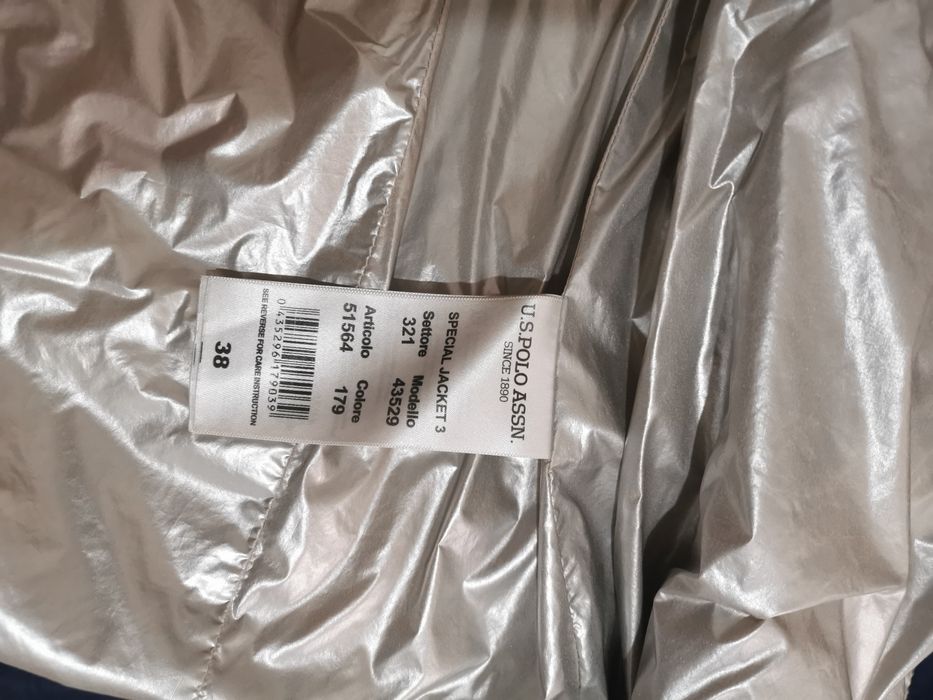 U.S.POLO ASSN.
SINCE 1890
SPECIAL JACKET 3
Settore Modello
321 43529
Articolo Colore
51564 179
0435296179039
SEE REVERSE FOR CARE INSTRUCTION
38